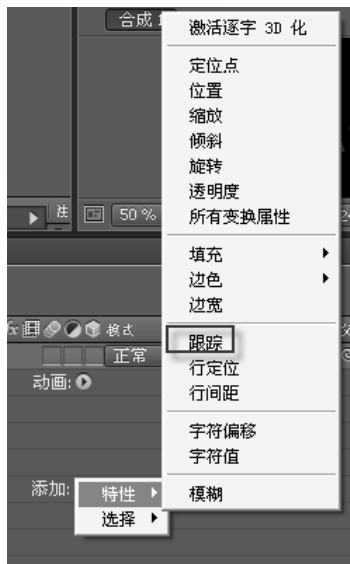 合成 1
激活逐字 3D 化
定位点
位置
缩放
倾斜
旋转
透明度
所有变换属性
注
50 %
填充
边色
边宽
模式
跟踪
正常
行定位
动画:
行间距
字符偏移
字符值
添加:
特性
模糊
选择